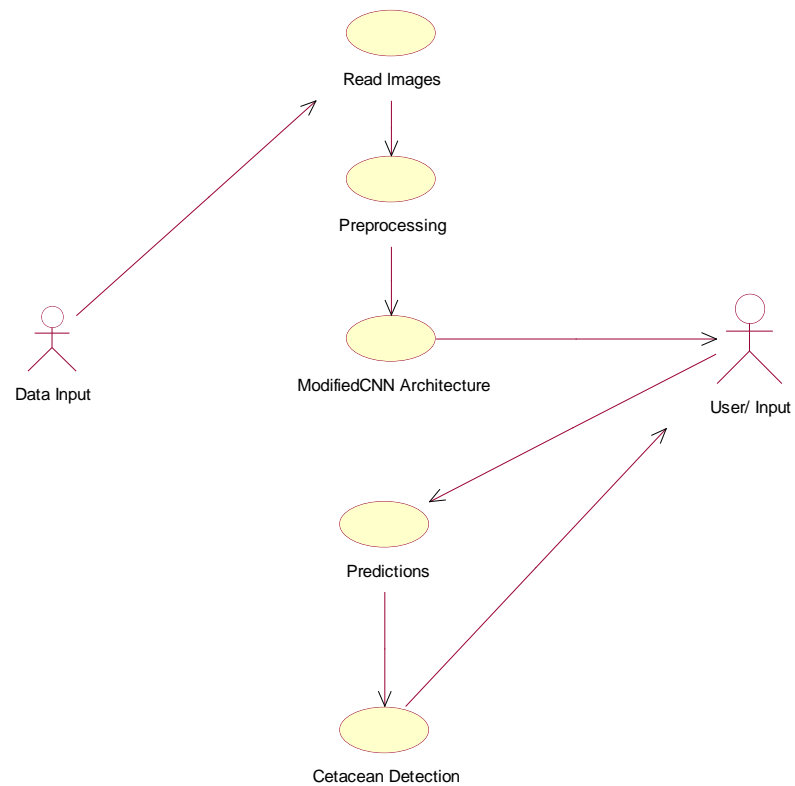 Read Images
Preprocessing
Data Input
ModifiedCNN Architecture
User/ Input
Predictions
Cetacean Detection